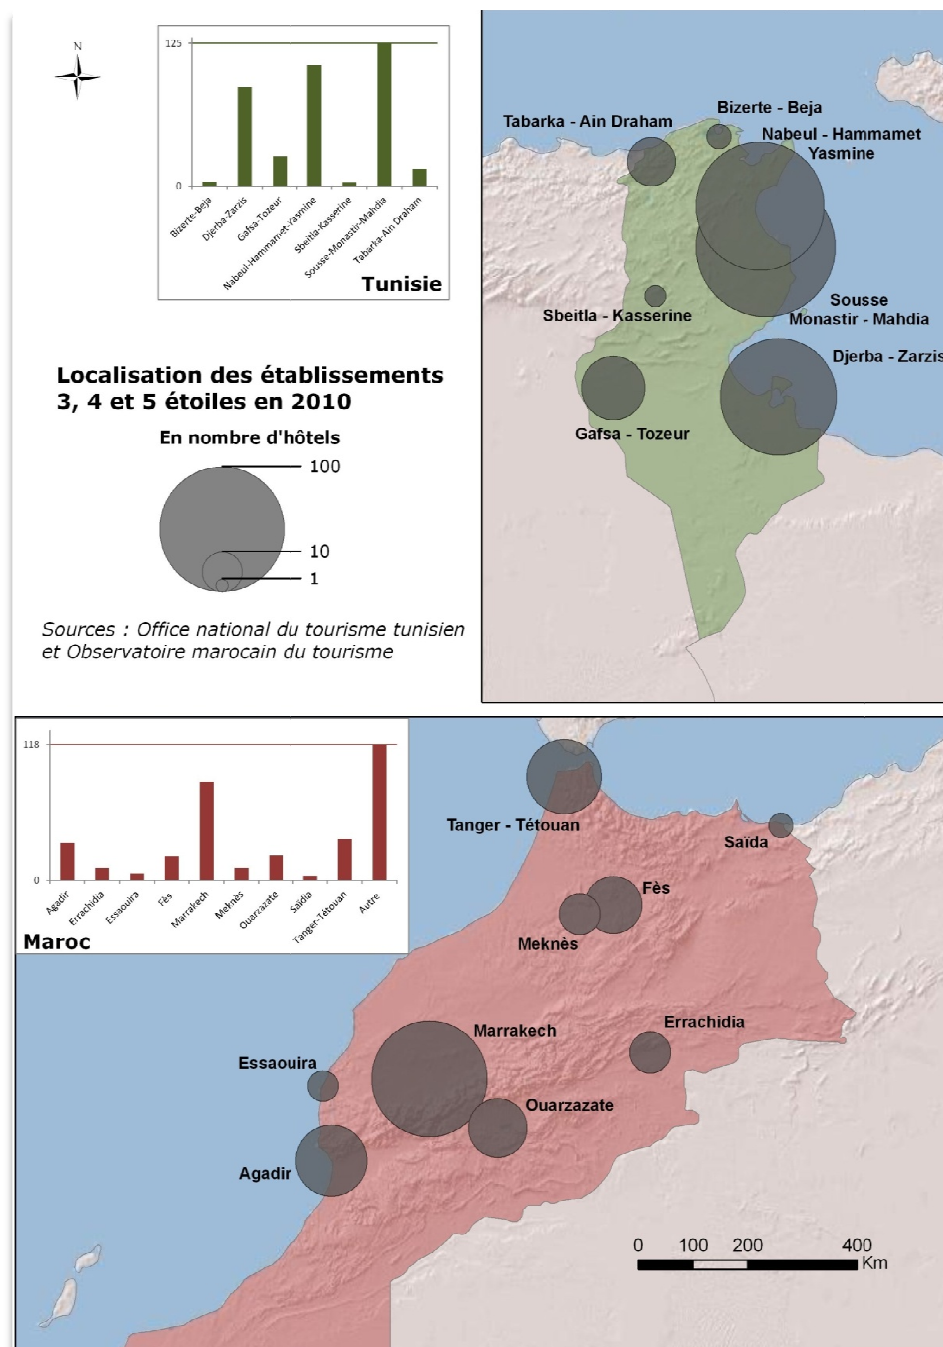 N
125
0
Bizerte-Beja
Djerba-Zarzis
Gafsa-Tozeur
Nabeul-Hammamet-Yasmine
Sbeitla-Kasserine
Sousse-Monastir-Mahdia
Tabarka-Ain Draham
Tunisie
Localisation des établissements
3, 4 et 5 étoiles en 2010
En nombre d'hôtels
100
10
1
Sources : Office national du tourisme tunisien
et Observatoire marocain du tourisme
Tabarka - Ain Draham
Bizerte - Beja
Nabeul - Hammamet
Yasmine
Sbeitla - Kasserine
Sousse
Monastir - Mahdia
Djerba - Zarzis
Gafsa - Tozeur
118
0
Agadir
Errachidia
Essaouira
Fès
Marrakech
Meknès
Ouarzazate
Saïdia
Tanger-Tétouan
Autre
Maroc
Tanger - Tétouan
Saïda
Fès
Meknès
Marrakech
Errachidia
Essaouira
Ouarzazate
Agadir
0 100 200 400
Km